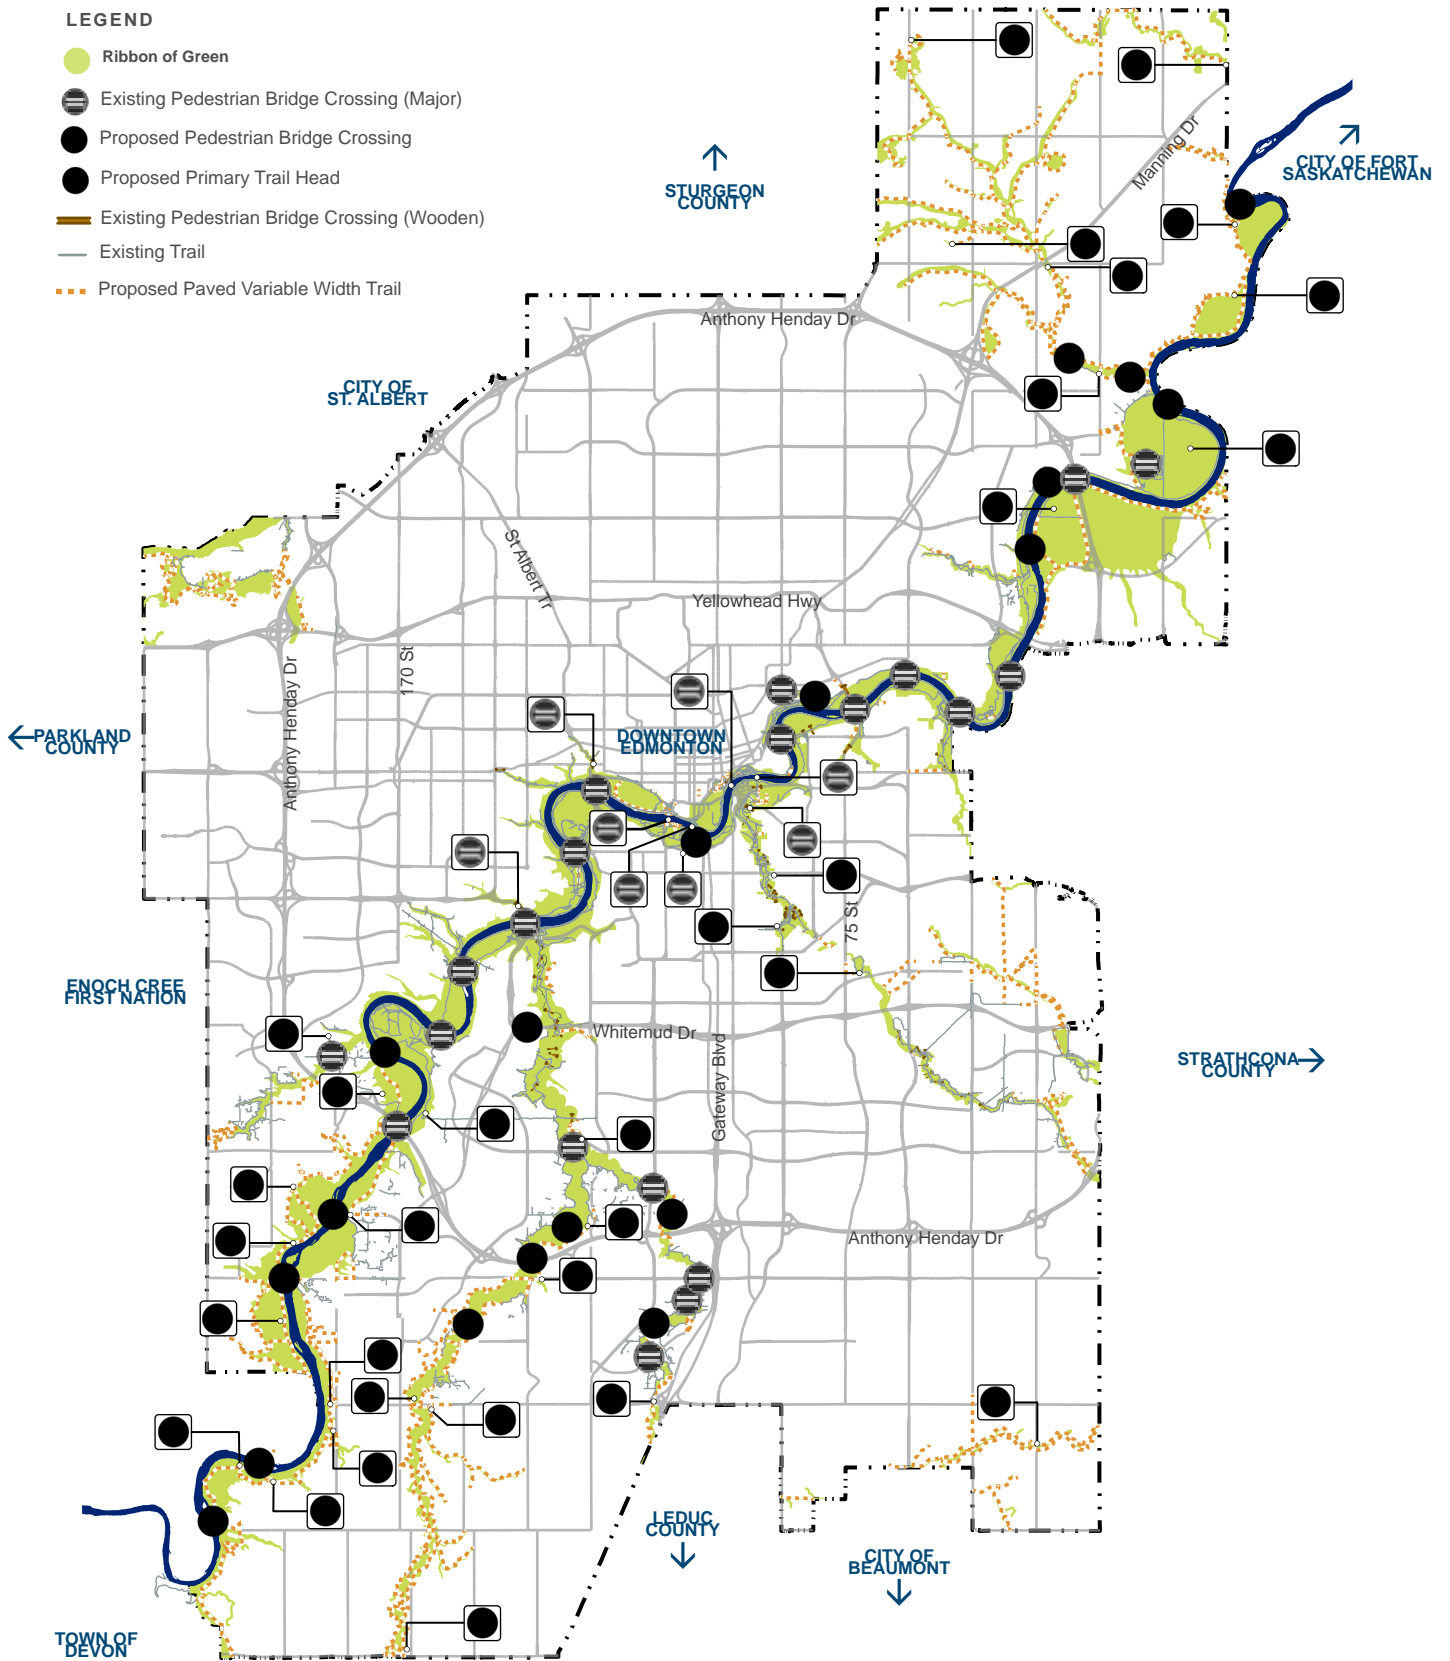 LEGEND
Ribbon of Green
Existing Pedestrian Bridge Crossing (Major)
Proposed Pedestrian Bridge Crossing
Proposed Primary Trail Head
Existing Pedestrian Bridge Crossing (Wooden)
Existing Trail
Proposed Paved Variable Width Trail
Manning Dr
CITY OF FORT
SASKATCHEWAN
STURGEON
COUNTY
Anthony Henday Dr
CITY OF
ST. ALBERT
St Albert Tr
Yellowhead Hwy
170 St
Anthony Henday Dr
PARKLAND
COUNTY
DOWNTOWN
EDMONTON
75 St
ENOCH CREE
FIRST NATION
Whitemud Dr
Gateway Blvd
STRATHCONA
COUNTY
Anthony Henday Dr
LEDUC
COUNTY
CITY OF
BEAUMONT
TOWN OF
DEVON